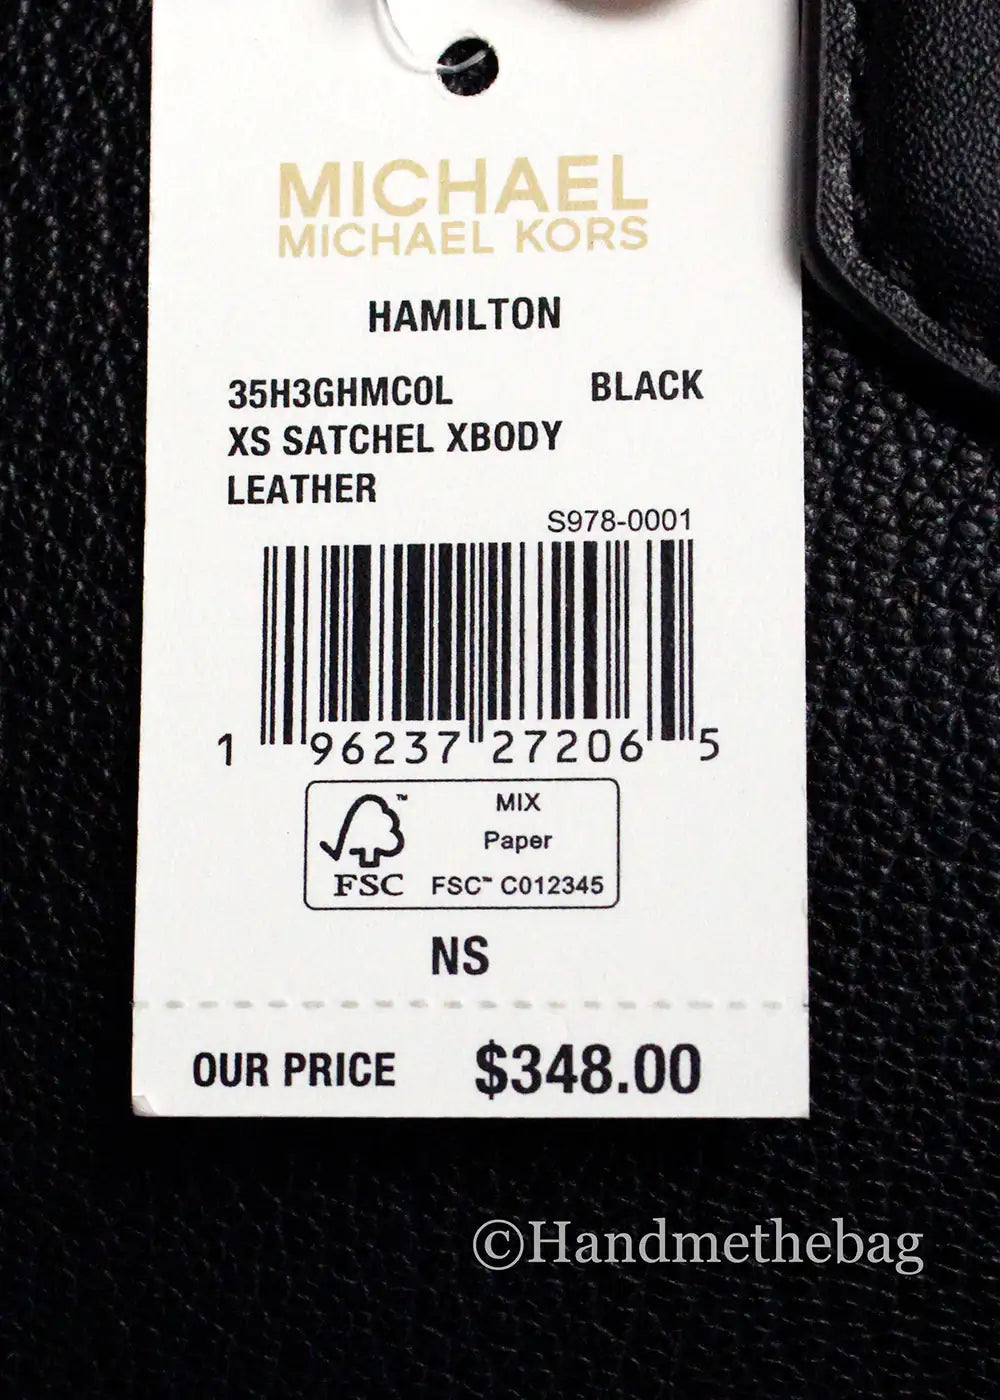 MICHAEL
MICHAEL KORS
HAMILTON
35H3GHMC0L BLACK
XS SATCHEL XBODY
LEATHER
S978-0001
1 96237 27206 5
FSC
MIX
Paper
FSC™ C012345
NS
OUR PRICE $348.00
©Handmethebag